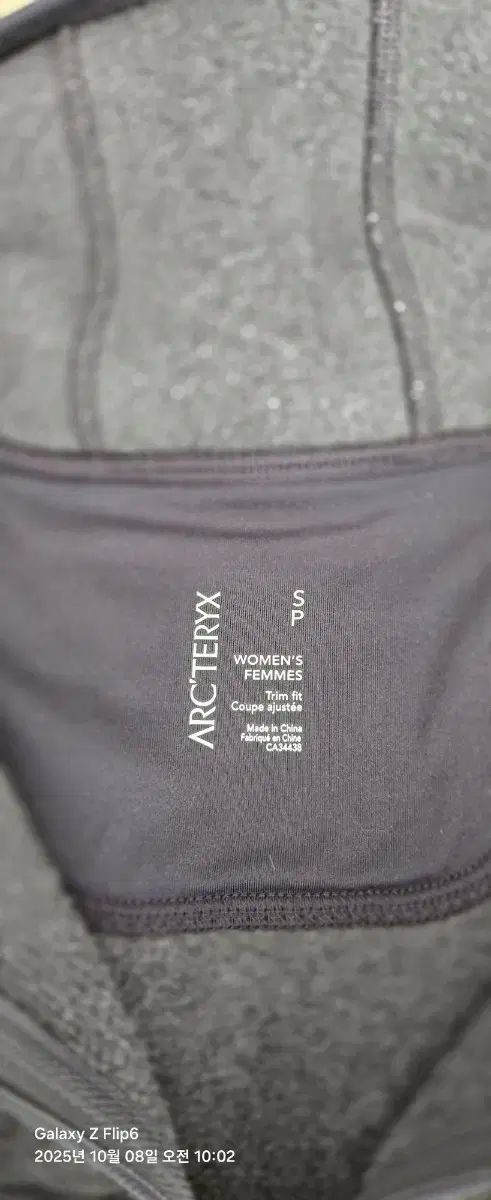 ARC'TERYX
S
P
WOMEN'S
FEMMES
Trim fit
Coupe ajustée
Made in China
Fabriqué en Chine
CA34438
Galaxy Z Flip6
2025년 10월 08일 오전 10:02